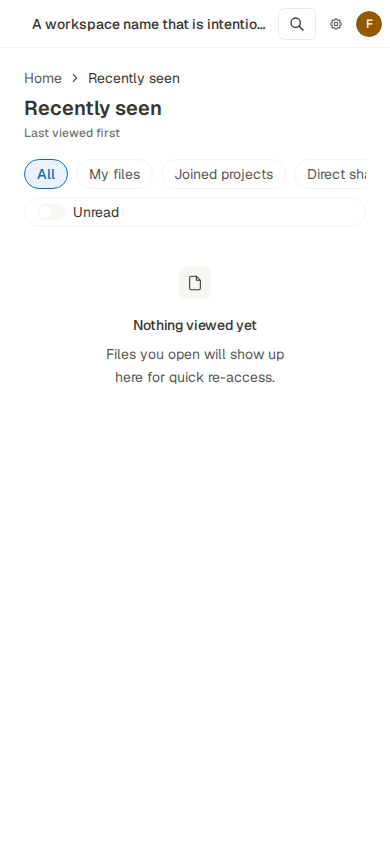 A workspace name that is intentio...
F
Home > Recently seen
Recently seen
Last viewed first
All
My files
Joined projects
Direct sha
Unread
Nothing viewed yet
Files you open will show up
here for quick re-access.